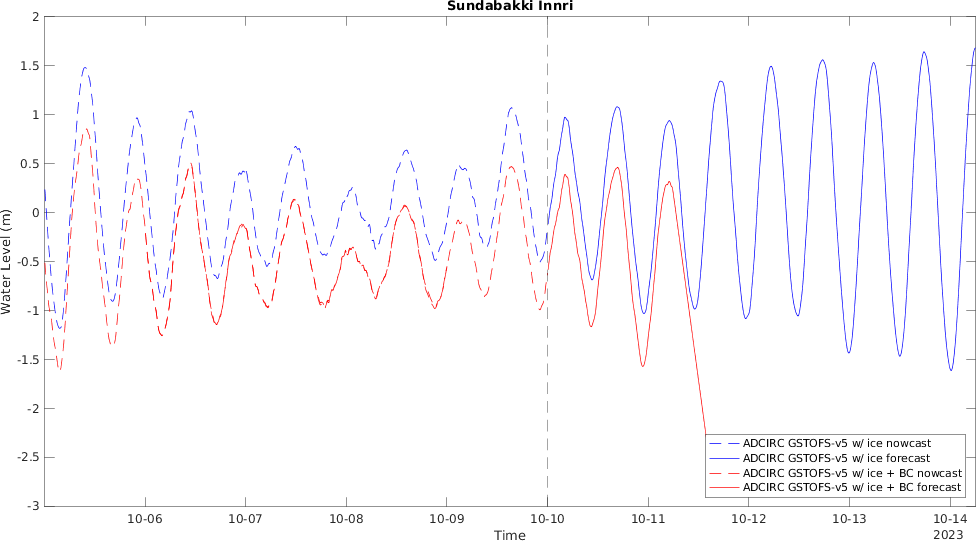 Sundabakki Innri
2
1.5
1
0.5
0
-0.5
-1
-1.5
-2
-2.5
-3
Water Level (m)
ADCIRC GSTOFS-v5 w/ ice nowcast
ADCIRC GSTOFS-v5 w/ ice forecast
ADCIRC GSTOFS-v5 w/ ice + BC nowcast
ADCIRC GSTOFS-v5 w/ ice + BC forecast
10-06 10-07 10-08 10-09 10-10 10-11 10-12 10-13 10-14
Time
2023